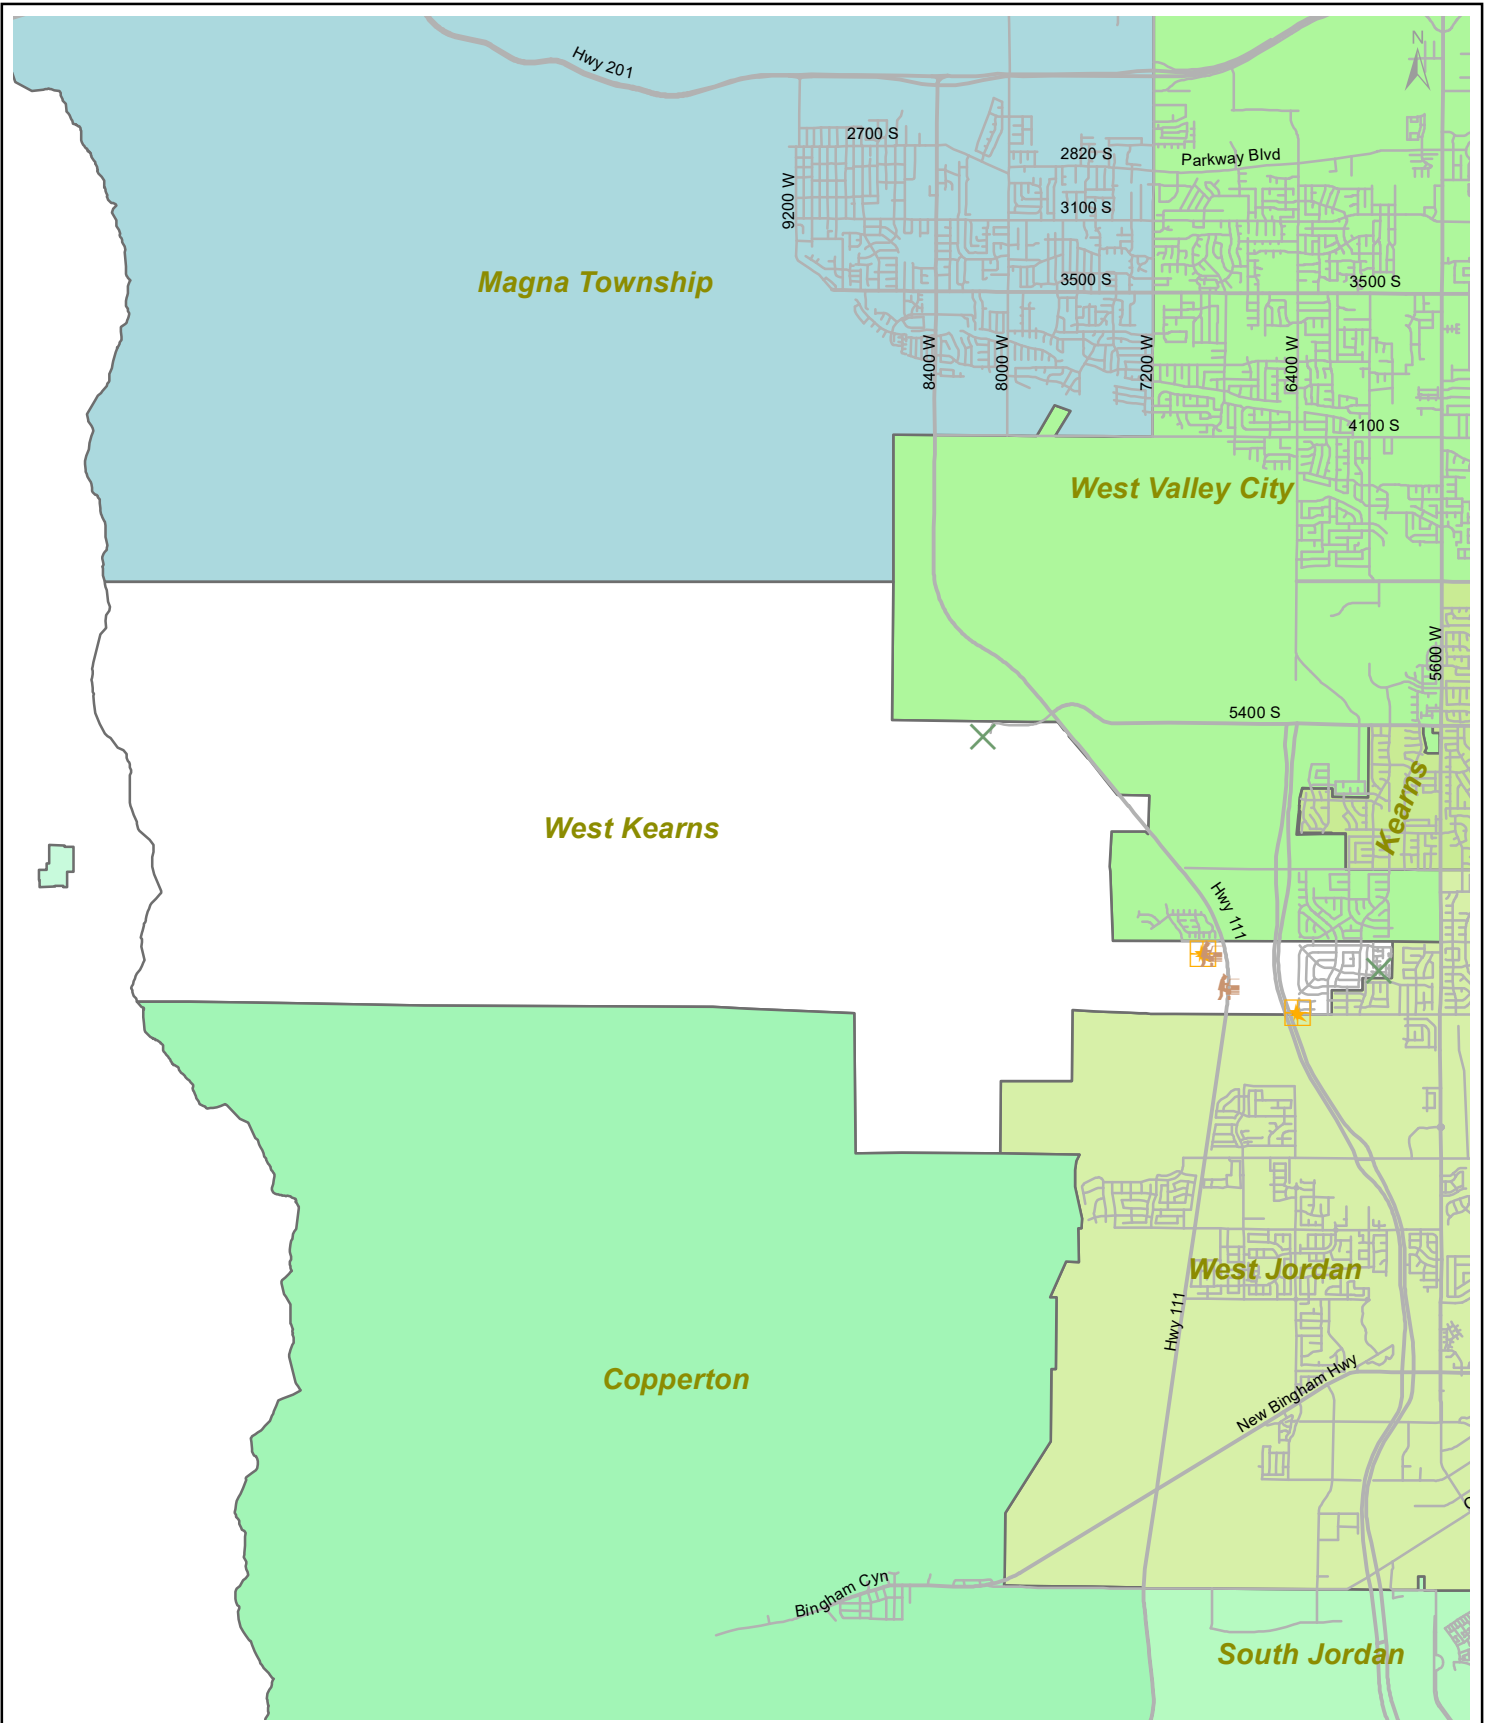 N
Hwy 201
2700 S
2820 S
Parkway Blvd
9200 W
3100 S
Magna Township
3500 S
3500 S
8400 W
8000 W
7200 W
6400 W
4100 S
West Valley City
5600 W
5400 S
Kearns
West Kearns
Hwy 111
West Jordan
Hwy 111
Copperton
New Bingham Hwy
Bingham Cyn
South Jordan